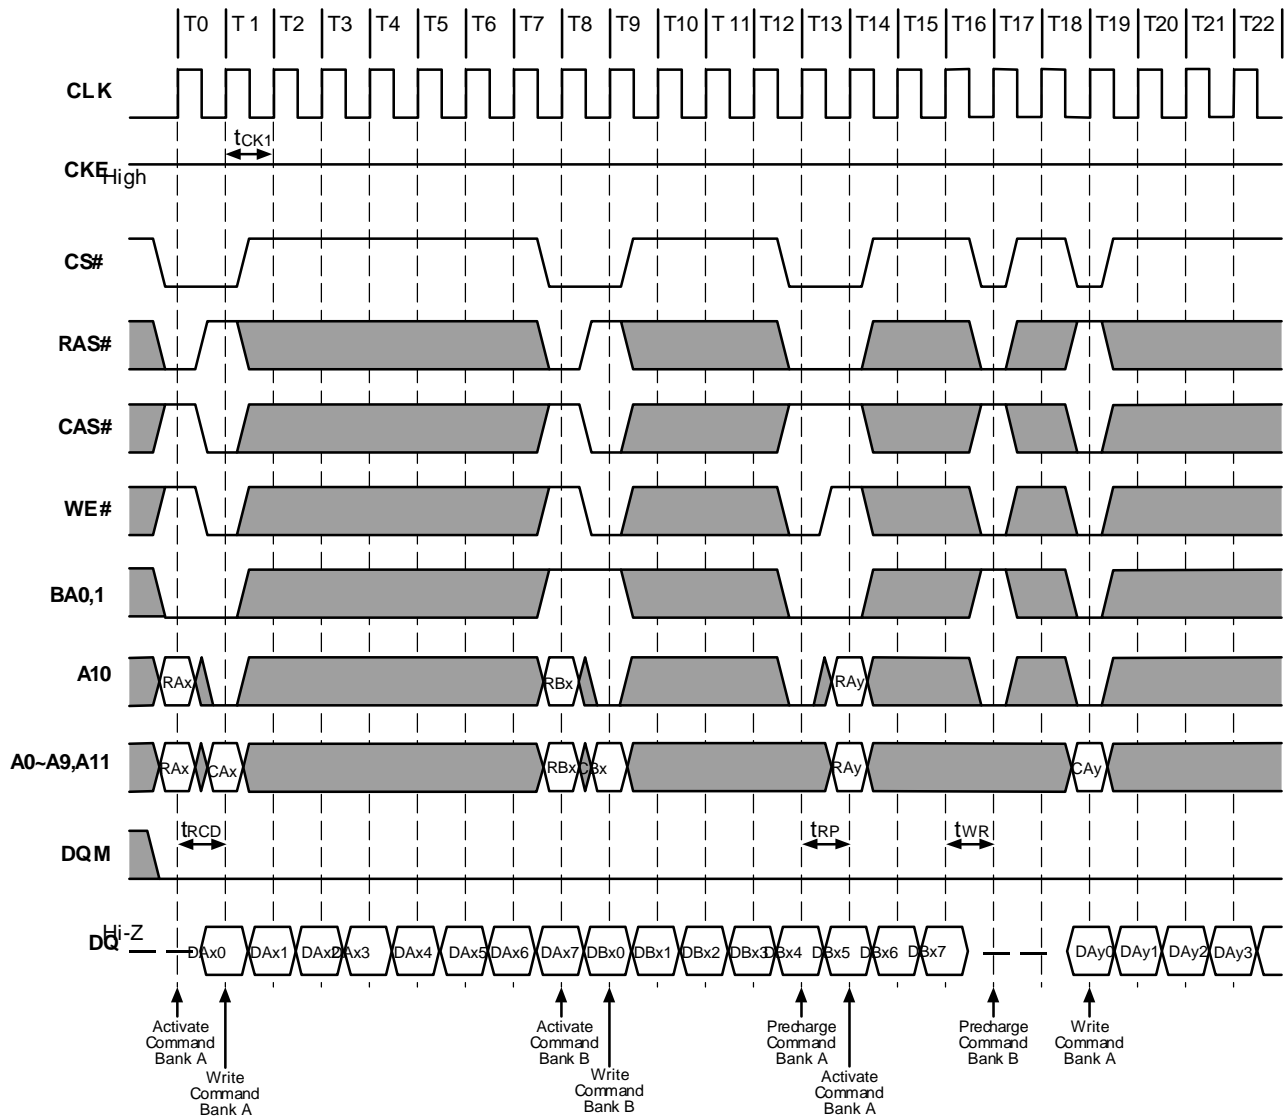 T0 T 1 T2 T3 T4 T5 T6 T7 T8 T9 T10 T 11 T12 T13 T14 T15 T16 T17 T18 T19 T20 T21 T22
CLK
tCK1
CKE High
CS#
RAS#
CAS#
WE#
BA0,1
A10
RAx RBx RAy
A0~A9,A11
RAx CAx RBx CBx RAy CAy
tRCD tRP tWR
DQM
Hi-Z
DQ
DAx0 DAx1 DAx2 DAx3 DAx4 DAx5 DAx6 DAx7 DBx0 DBx1 DBx2 DBx3 DBx4 DBx5 DBx6 DBx7 DAy0 DAy1 DAy2 DAy3
Activate
Command
Bank A
Write
Command
Bank A
Activate
Command
Bank B
Write
Command
Bank B
Precharge
Command
Bank A
Activate
Command
Bank A
Precharge
Command
Bank B
Write
Command
Bank A